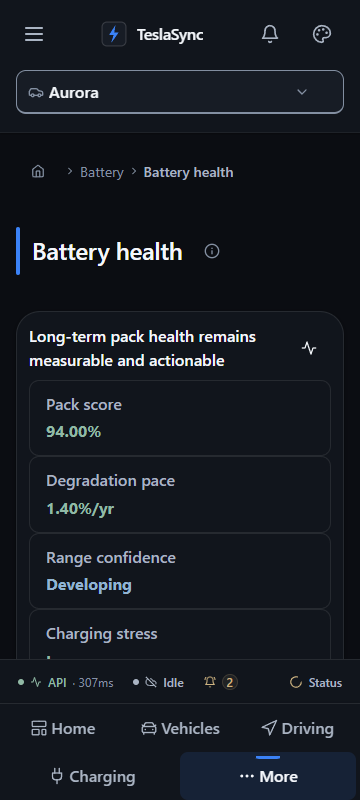 TeslaSync
Aurora
Battery Battery health
Battery health
Long-term pack health remains
measurable and actionable
Pack score
94.00%
Degradation pace
1.40%/yr
Range confidence
Developing
Charging stress
API · 307ms Idle 2 Status
Home Vehicles Driving
Charging More